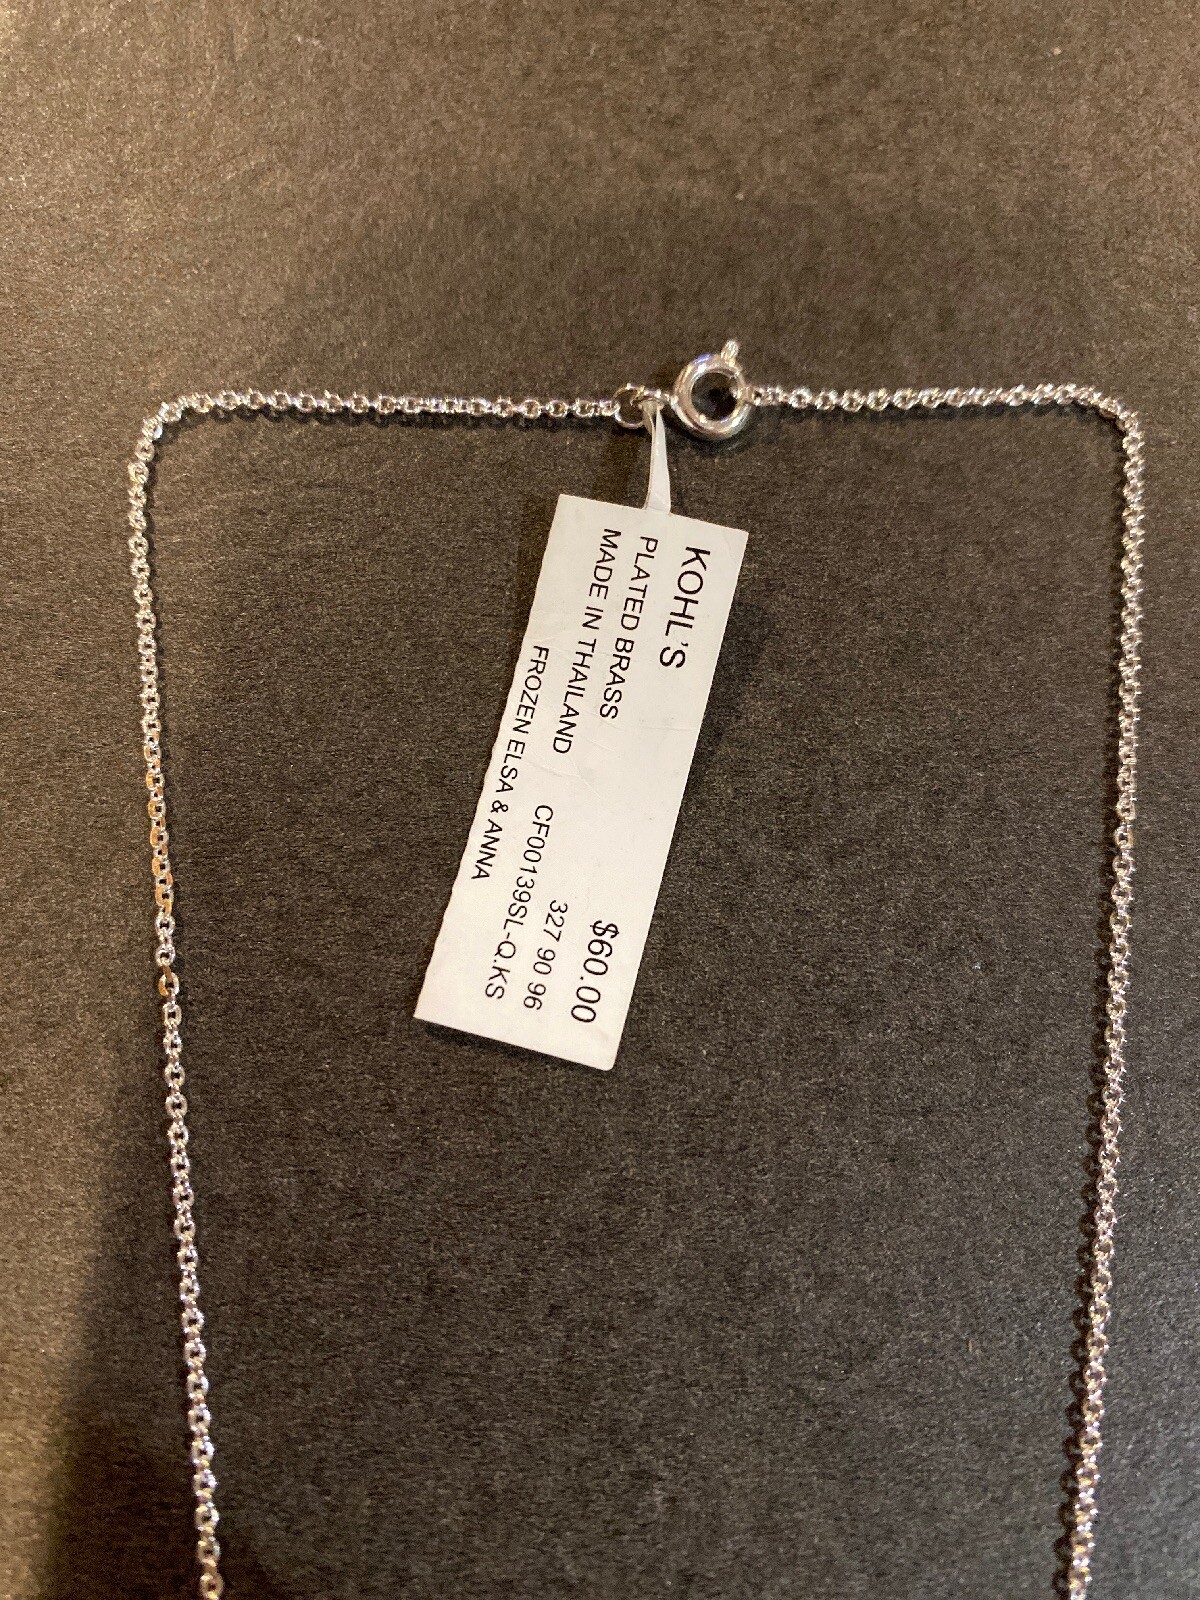 KOHL'S
PLATED BRASS
MADE IN THAILAND
$60.00
327 90 96
CF00139SL-Q.KS
FROZEN ELSA & ANNA